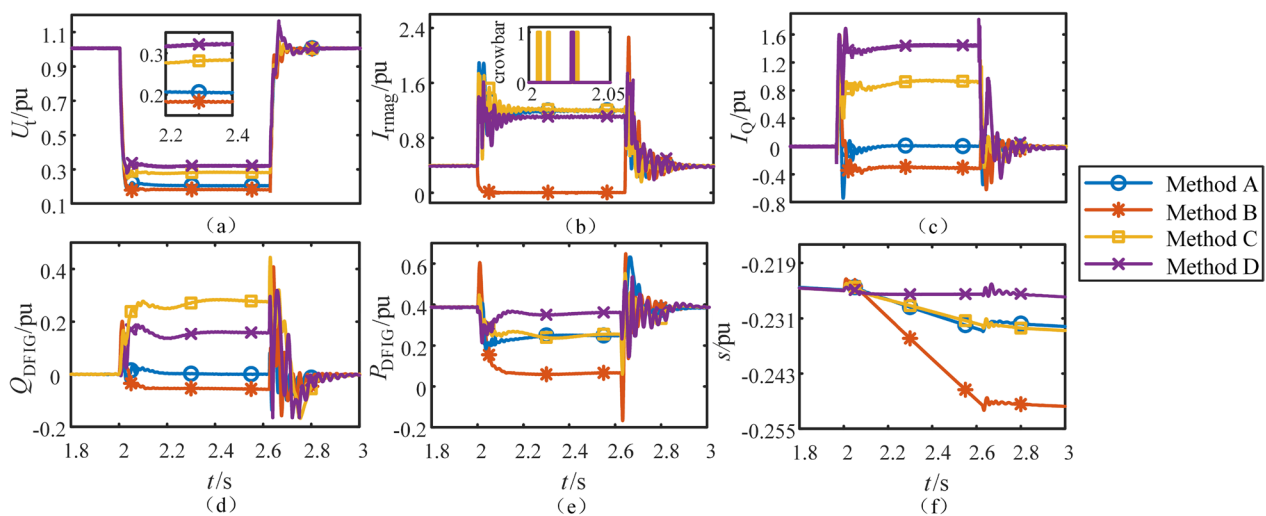 1.1
0.9
0.7
0.5
0.3
0.1
U_t/pu
0.3
0.2
2.2
2.4
(a)
2.4
1.6
0.8
0
I_rmag/pu
crowbar
1
0
2
2.05
(b)
1.6
1.2
0.8
0.4
0
-0.4
-0.8
I_Q/pu
(c)
Method A
Method B
Method C
Method D
0.4
0.2
0
-0.2
Q_DFIG/pu
1.8
2
2.2
2.4
2.6
2.8
3
t/s
(d)
0.6
0.4
0.2
0
-0.2
P_DFIG/pu
1.8
2
2.2
2.4
2.6
2.8
3
t/s
(e)
-0.219
-0.231
-0.243
-0.255
s/pu
1.8
2
2.2
2.4
2.6
2.8
3
t/s
(f)